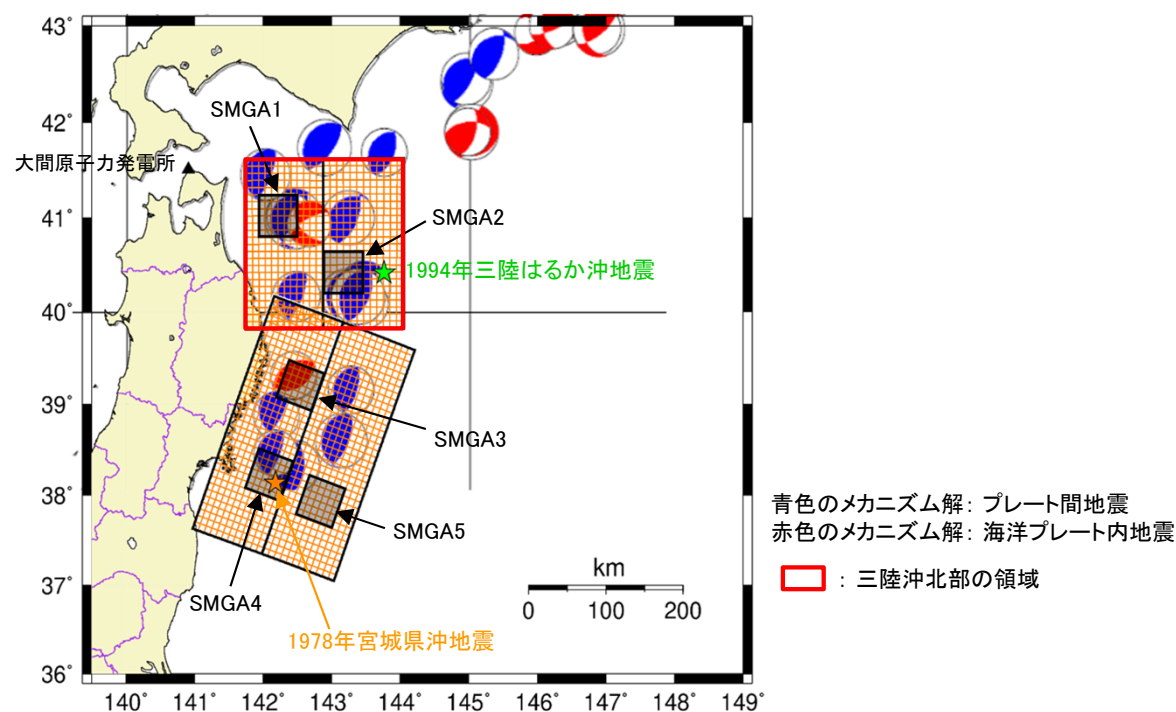 43°
42°
41°
40°
39°
38°
37°
36°
140° 141° 142° 143° 144° 145° 146° 147° 148° 149°
SMGA1
大間原子力発電所
SMGA2
1994年三陸はるか沖地震
SMGA3
SMGA5
SMGA4
1978年宮城県沖地震
km
0 100 200
青色のメカニズム解: プレート間地震
赤色のメカニズム解: 海洋プレート内地震
: 三陸沖北部の領域